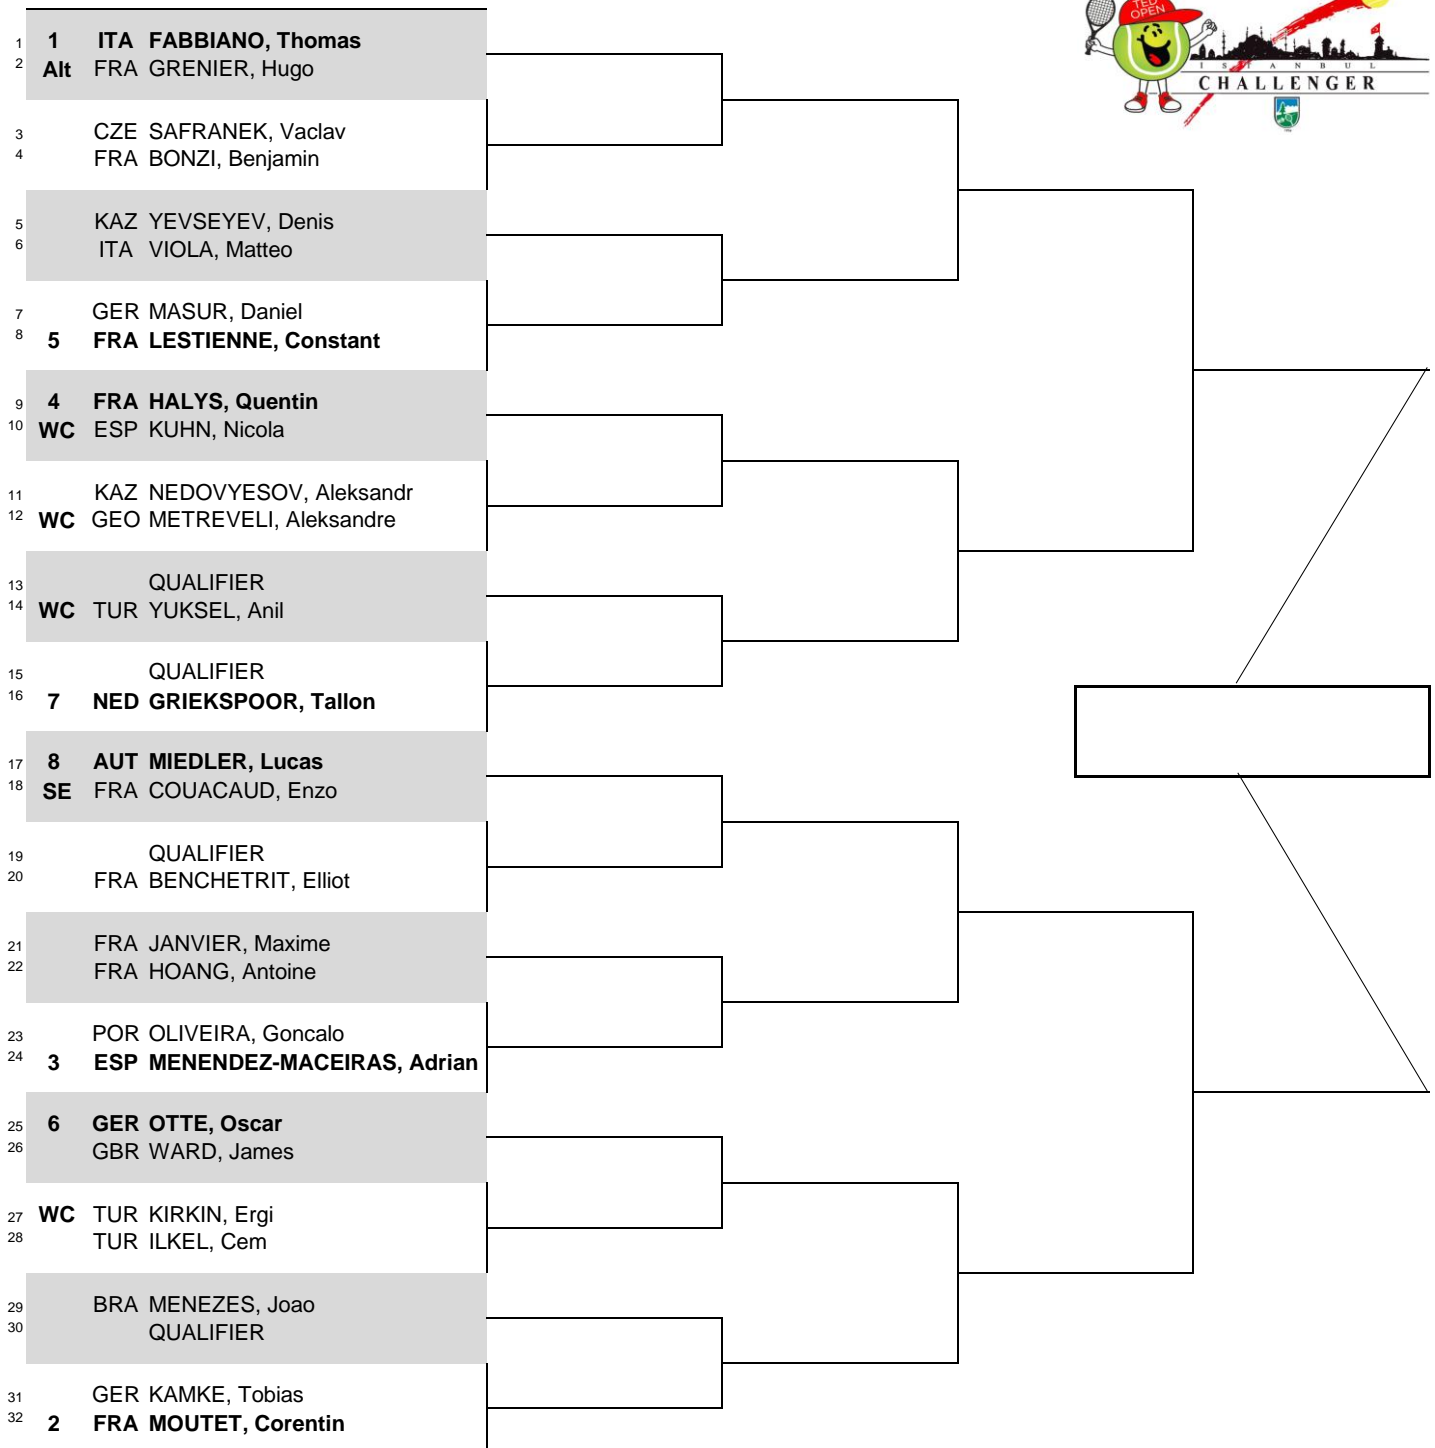 TED
OPEN
ISTANBUL
CHALLENGER
1 1 ITA FABBIANO, Thomas
2 Alt FRA GRENIER, Hugo
3 CZE SAFRANEK, Vaclav
4 FRA BONZI, Benjamin
5 KAZ YEVSEYEV, Denis
6 ITA VIOLA, Matteo
7 GER MASUR, Daniel
8 5 FRA LESTIENNE, Constant
9 4 FRA HALYS, Quentin
10 WC ESP KUHN, Nicola
11 KAZ NEDOVYESOV, Aleksandr
12 WC GEO METREVELI, Aleksandre
13 QUALIFIER
14 WC TUR YUKSEL, Anil
15 QUALIFIER
16 7 NED GRIEKSPOOR, Tallon
17 8 AUT MIEDLER, Lucas
18 SE FRA COUACAUD, Enzo
19 QUALIFIER
20 FRA BENCHETRIT, Elliot
21 FRA JANVIER, Maxime
22 FRA HOANG, Antoine
23 POR OLIVEIRA, Goncalo
24 3 ESP MENENDEZ-MACEIRAS, Adrian
25 6 GER OTTE, Oscar
26 GBR WARD, James
27 WC TUR KIRKIN, Ergi
28 TUR ILKEL, Cem
29 BRA MENEZES, Joao
30 QUALIFIER
31 GER KAMKE, Tobias
32 2 FRA MOUTET, Corentin